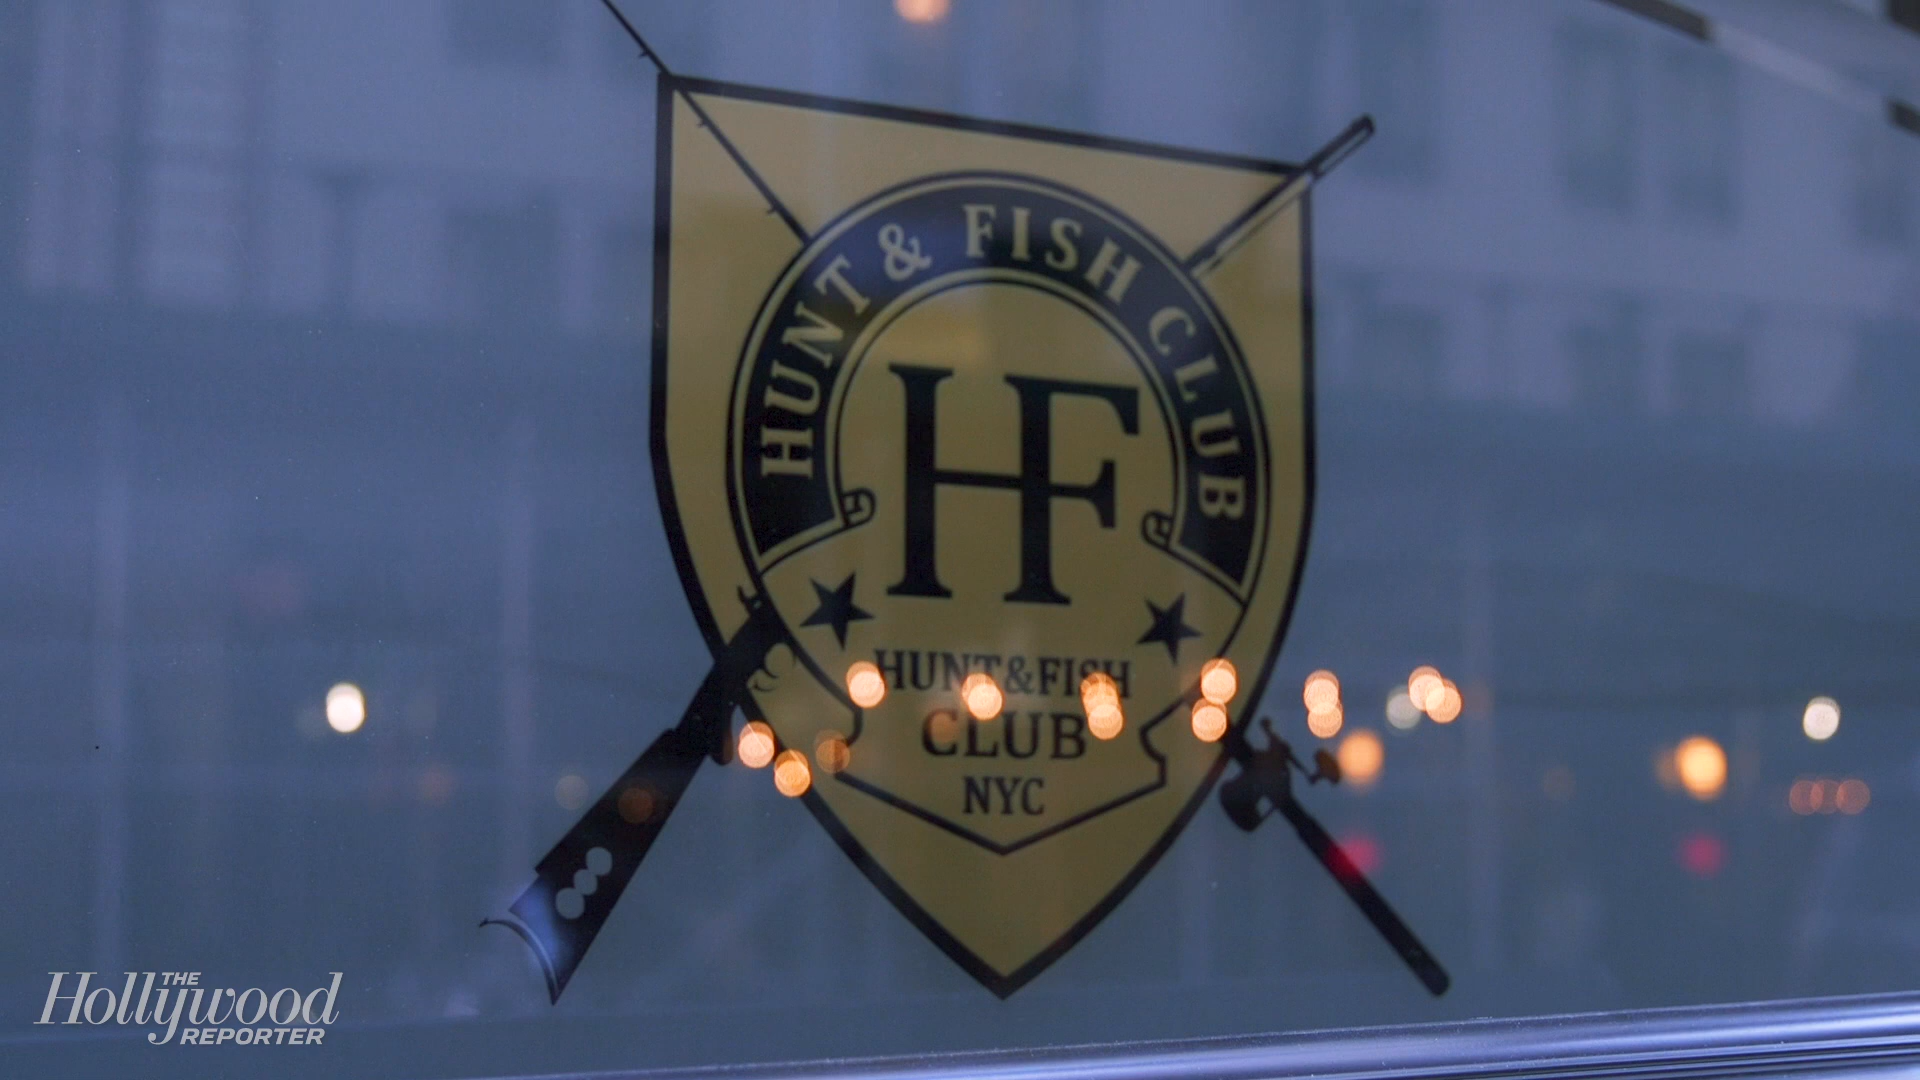 HUNT & FISH CLUB
HF
HUNT&FISH
CLUB
NYC
THE
Hollywood
REPORTER